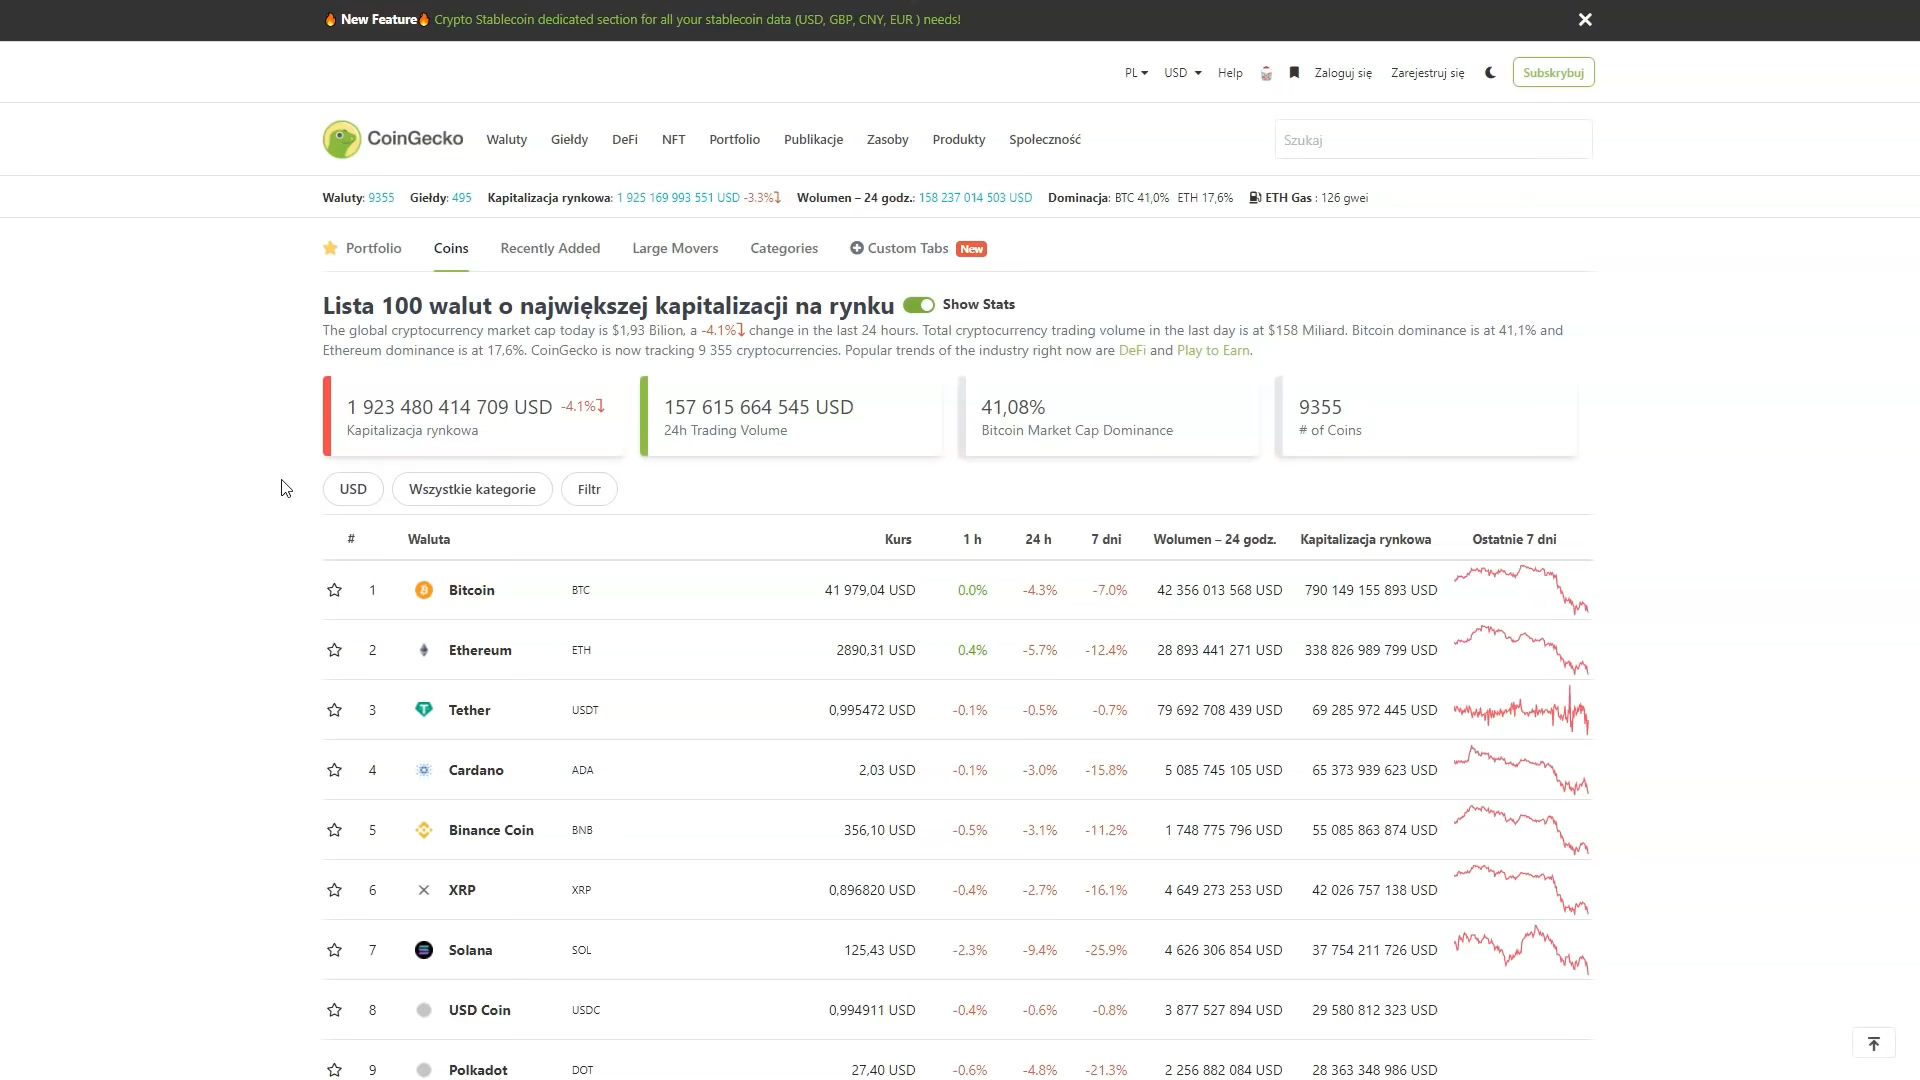 🔥 New Feature🔥 Crypto Stablecoin dedicated section for all your stablecoin data (USD, GBP, CNY, EUR ) needs!
PL USD Help Zaloguj się Zarejestruj się Subskrybuj
CoinGecko Waluty Giełdy DeFi NFT Portfolio Publikacje Zasoby Produkty Społeczność Szukaj
Waluty: 9355 Giełdy: 495 Kapitalizacja rynkowa: 1 925 169 993 551 USD -3.3% Wolumen – 24 godz.: 158 237 014 503 USD Dominacja: BTC 41,0% ETH 17,6% ETH Gas : 126 gwei
Portfolio Coins Recently Added Large Movers Categories Custom Tabs New
Lista 100 walut o największej kapitalizacji na rynku Show Stats
The global cryptocurrency market cap today is $1,93 Bilion, a -4.1% change in the last 24 hours. Total cryptocurrency trading volume in the last day is at $158 Miliard. Bitcoin dominance is at 41,1% and
Ethereum dominance is at 17,6%. CoinGecko is now tracking 9 355 cryptocurrencies. Popular trends of the industry right now are DeFi and Play to Earn.
1 923 480 414 709 USD -4.1% 157 615 664 545 USD 41,08% 9355
Kapitalizacja rynkowa 24h Trading Volume Bitcoin Market Cap Dominance # of Coins
USD Wszystkie kategorie Filtr
# Waluta Kurs 1 h 24 h 7 dni Wolumen – 24 godz. Kapitalizacja rynkowa Ostatnie 7 dni
1 Bitcoin BTC 41 979,04 USD 0.0% -4.3% -7.0% 42 356 013 568 USD 790 149 155 893 USD
2 Ethereum ETH 2890,31 USD 0.4% -5.7% -12.4% 28 893 441 271 USD 338 826 989 799 USD
3 Tether USDT 0,995472 USD -0.1% -0.5% -0.7% 79 692 708 439 USD 69 285 972 445 USD
4 Cardano ADA 2,03 USD -0.1% -3.0% -15.8% 5 085 745 105 USD 65 373 939 623 USD
5 Binance Coin BNB 356,10 USD -0.5% -3.1% -11.2% 1 748 775 796 USD 55 085 863 874 USD
6 XRP XRP 0,896820 USD -0.4% -2.7% -16.1% 4 649 273 253 USD 42 026 757 138 USD
7 Solana SOL 125,43 USD -2.3% -9.4% -25.9% 4 626 306 854 USD 37 754 211 726 USD
8 USD Coin USDC 0,994911 USD -0.4% -0.6% -0.8% 3 877 527 894 USD 29 580 812 323 USD
9 Polkadot DOT 27,40 USD -0.6% -4.8% -21.3% 2 256 882 084 USD 28 363 348 986 USD